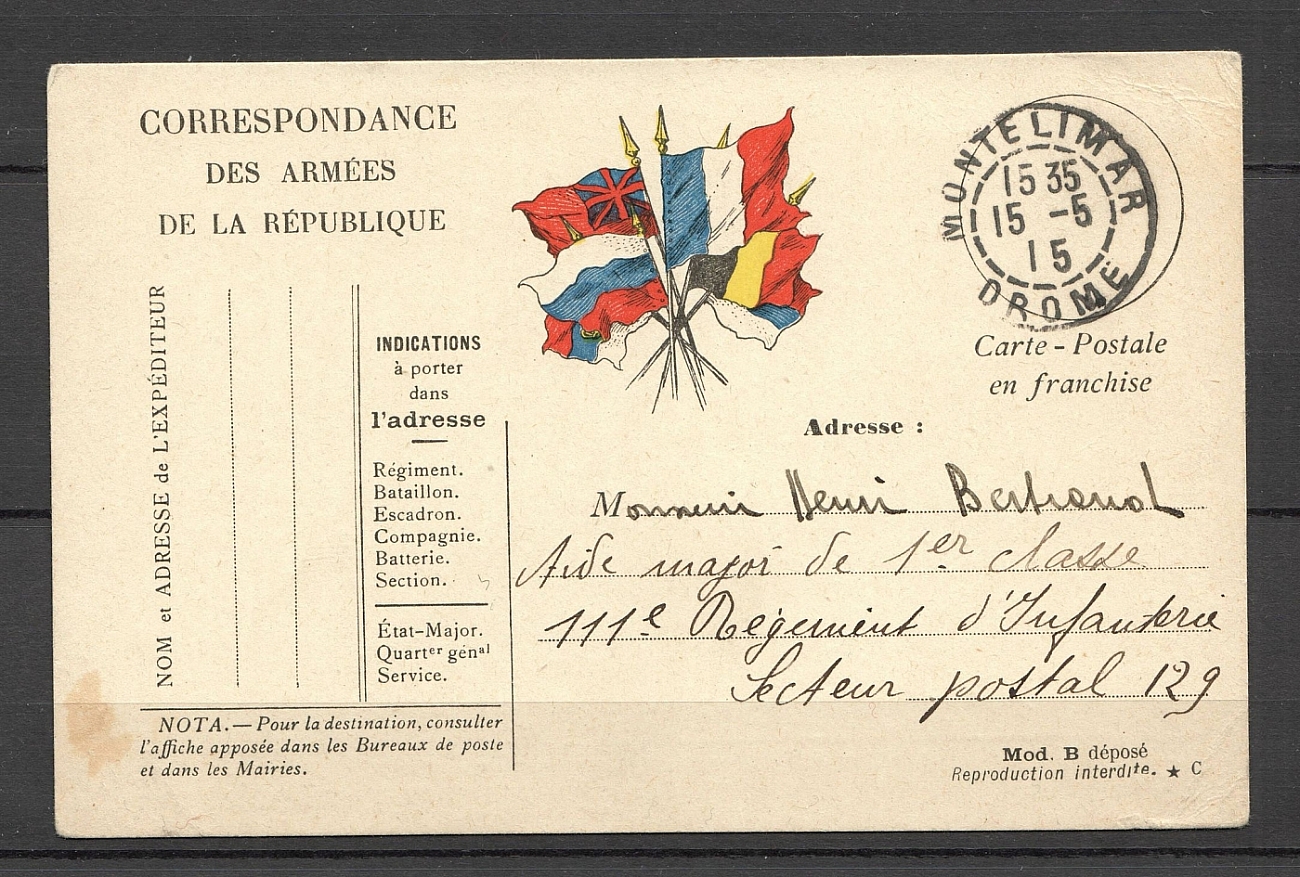 CORRESPONDANCE
DES ARMÉES
DE LA RÉPUBLIQUE
MONTELIMAR
15 35
15 -5
15
DROME
Carte-Postale
en franchise
NOM et ADRESSE de L'EXPÉDITEUR
INDICATIONS
à porter
dans
l'adresse
Régiment.
Bataillon.
Escadron.
Compagnie.
Batterie.
Section.
État-Major.
Quartᵉʳ génᵃˡ
Service.
Adresse :
Monsieur Henri Bertrand
Aide major de 1er classe
111e Régiment d'Infanterie
Secteur postal 129
NOTA.— Pour la destination, consulter
l'affiche apposée dans les Bureaux de poste
et dans les Mairies.
Mod. B déposé
Reproduction interdite. ★ C